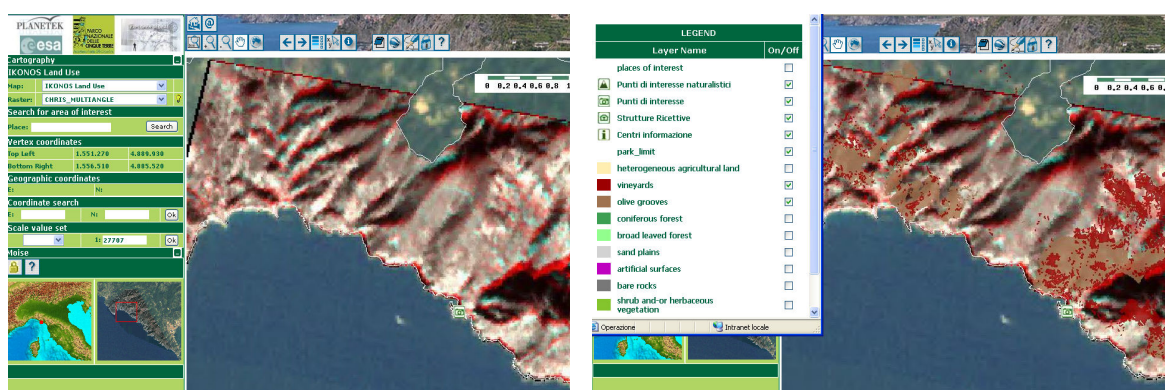 PLANETEK
PARCO
NAZIONALE
DELLE
CINQUE TERRE
esa
Cartography
IKONOS Land Use
Map: IKONOS Land Use
Raster: CHRIS_MULTIANGLE
Search for area of interest
Place: Search
Vertex coordinates
Top Left 1.551.270 4.889.930
Bottom Right 1.556.510 4.885.520
Geographic coordinates
E: N:
Coordinate search
E: N: Ok
Scale value set
1: 27707 Ok
Moise
0 0.2 0.4 0.6 0.8 1
LEGEND
Layer Name On/Off
places of interest
Punti di interesse naturalistici
Punti di interesse
Strutture Ricettive
Centri informazione
park_limit
heterogeneous agricultural land
vineyards
olive grooves
coniferous forest
broad leaved forest
sand plains
artificial surfaces
bare rocks
shrub and-or herbaceous
vegetation
Operazione Intranet locale
0 0.2 0.4 0.6